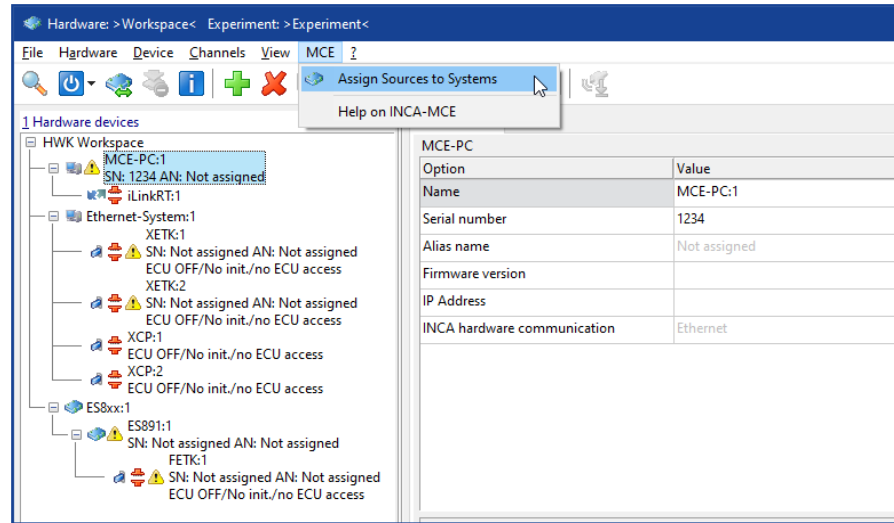 Hardware: >Workspace<   Experiment: >Experiment<
File Hardware Device Channels View MCE ?
Assign Sources to Systems
Help on INCA-MCE
1 Hardware devices
HWK Workspace
MCE-PC:1
SN: 1234 AN: Not assigned
iLinkRT:1
Ethernet-System:1
XETK:1
SN: Not assigned AN: Not assigned
ECU OFF/No init./no ECU access
XETK:2
SN: Not assigned AN: Not assigned
ECU OFF/No init./no ECU access
XCP:1
ECU OFF/No init./no ECU access
XCP:2
ECU OFF/No init./no ECU access
ES8xx:1
ES891:1
SN: Not assigned AN: Not assigned
FETK:1
SN: Not assigned AN: Not assigned
ECU OFF/No init./no ECU access
MCE-PC
Option Value
Name MCE-PC:1
Serial number 1234
Alias name Not assigned
Firmware version
IP Address
INCA hardware communication Ethernet